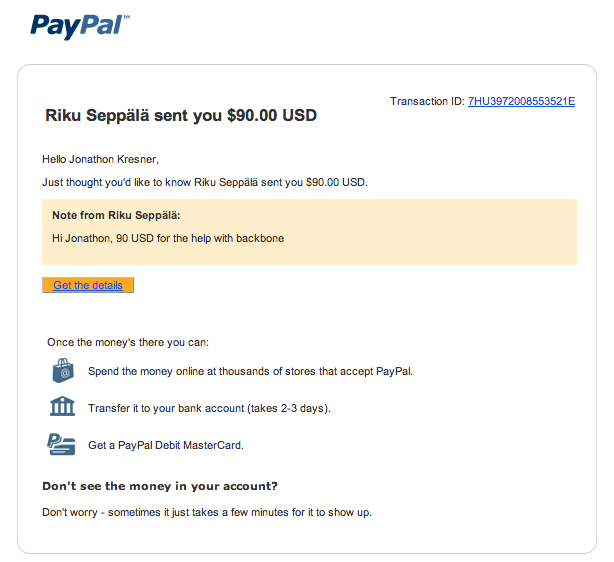 PayPal™
Transaction ID: 7HU3972008553521E
Riku Seppälä sent you $90.00 USD
Hello Jonathon Kresner,
Just thought you'd like to know Riku Seppälä sent you $90.00 USD.
Note from Riku Seppälä:
Hi Jonathon, 90 USD for the help with backbone
Get the details
Once the money's there you can:
Spend the money online at thousands of stores that accept PayPal.
Transfer it to your bank account (takes 2-3 days).
Get a PayPal Debit MasterCard.
Don't see the money in your account?
Don't worry - sometimes it just takes a few minutes for it to show up.